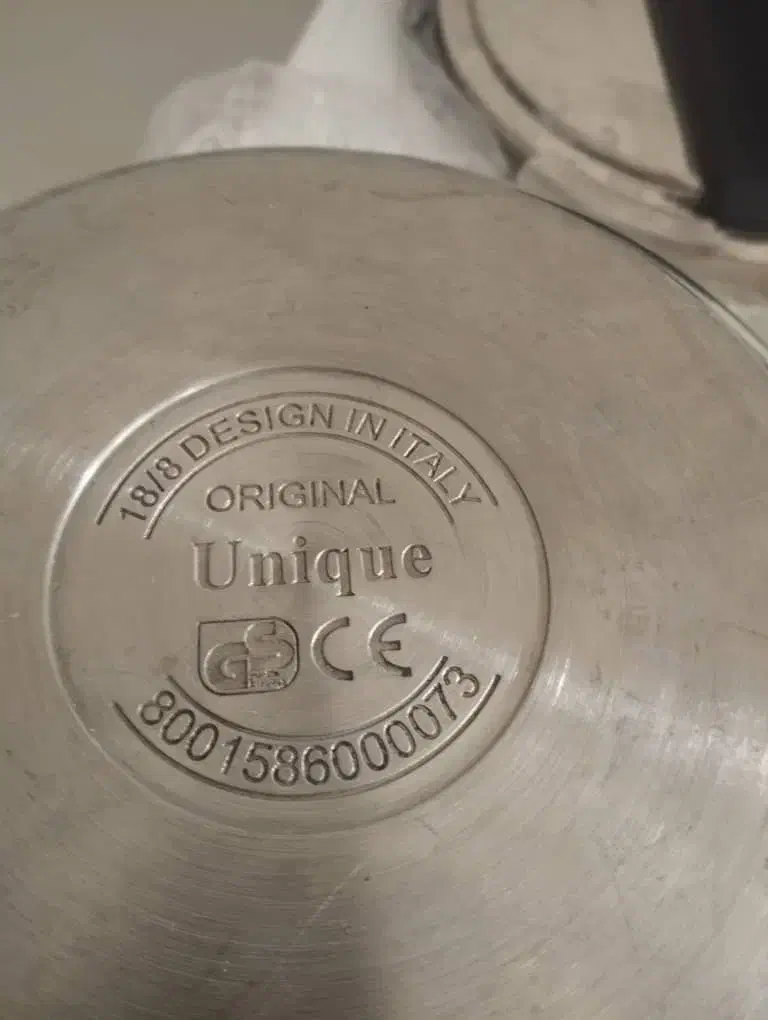 18/8 DESIGN IN ITALY
ORIGINAL
Unique
GS CE
8001586000073